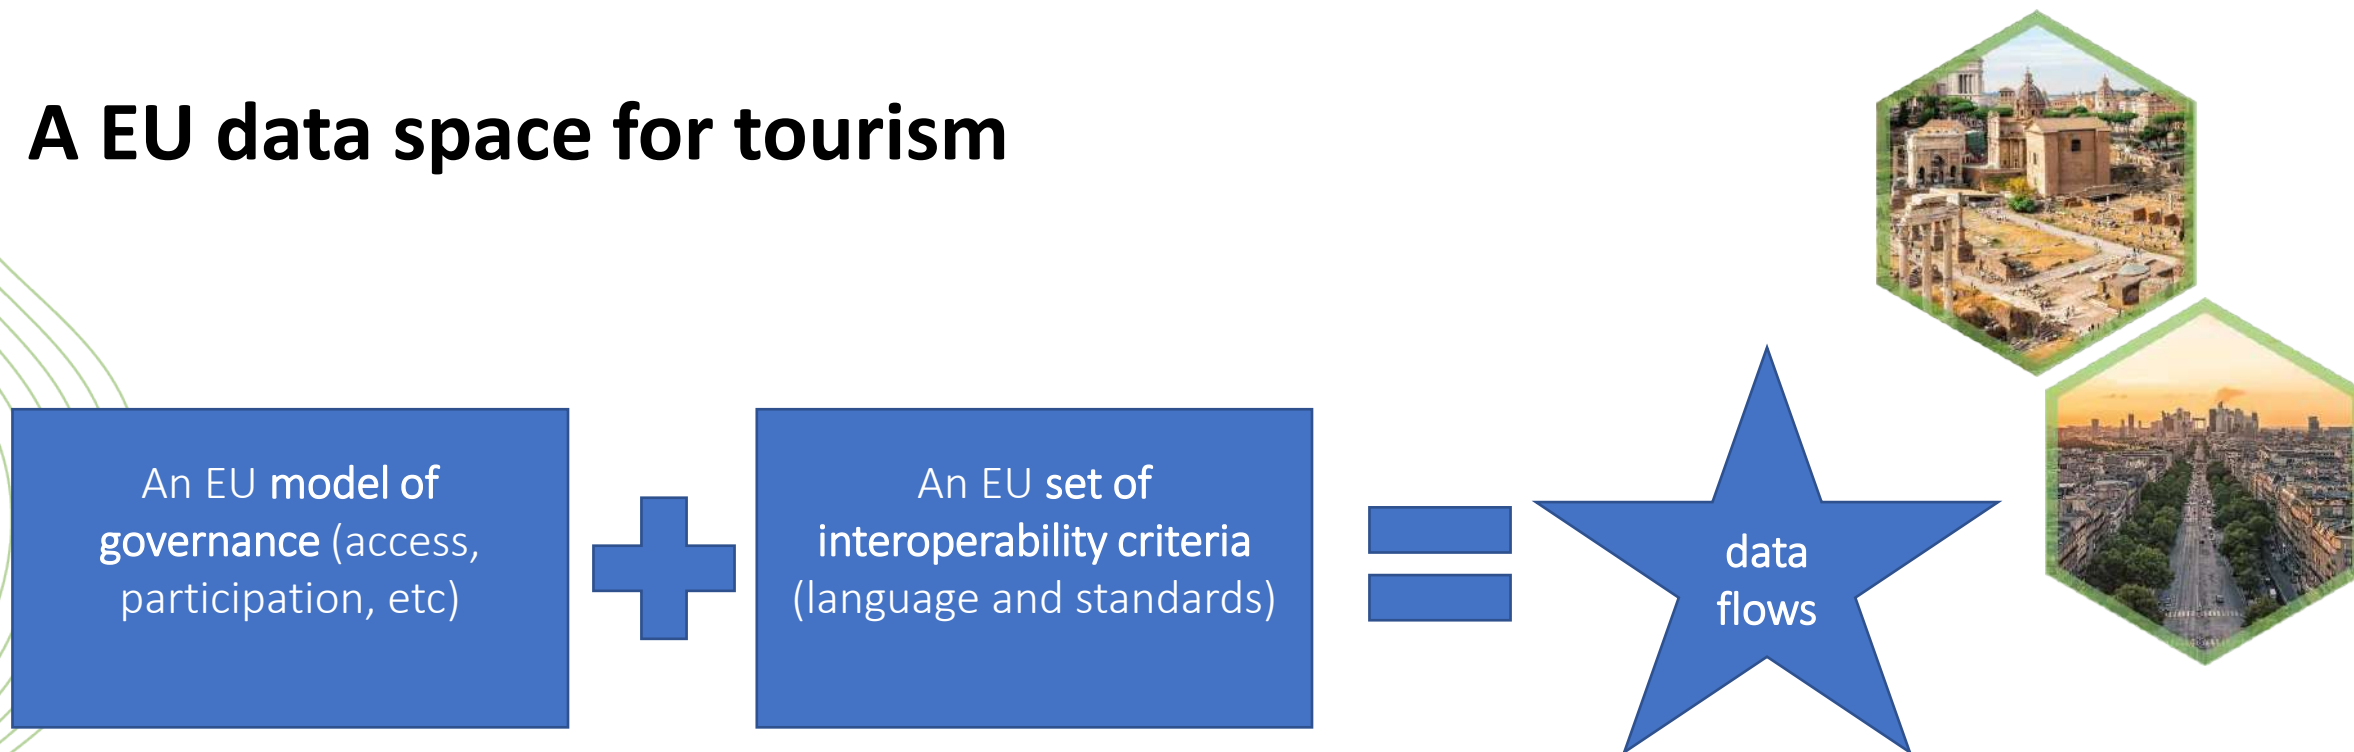 A EU data space for tourism
An EU model of
governance (access,
participation, etc)
An EU set of
interoperability criteria
(language and standards)
data
flows